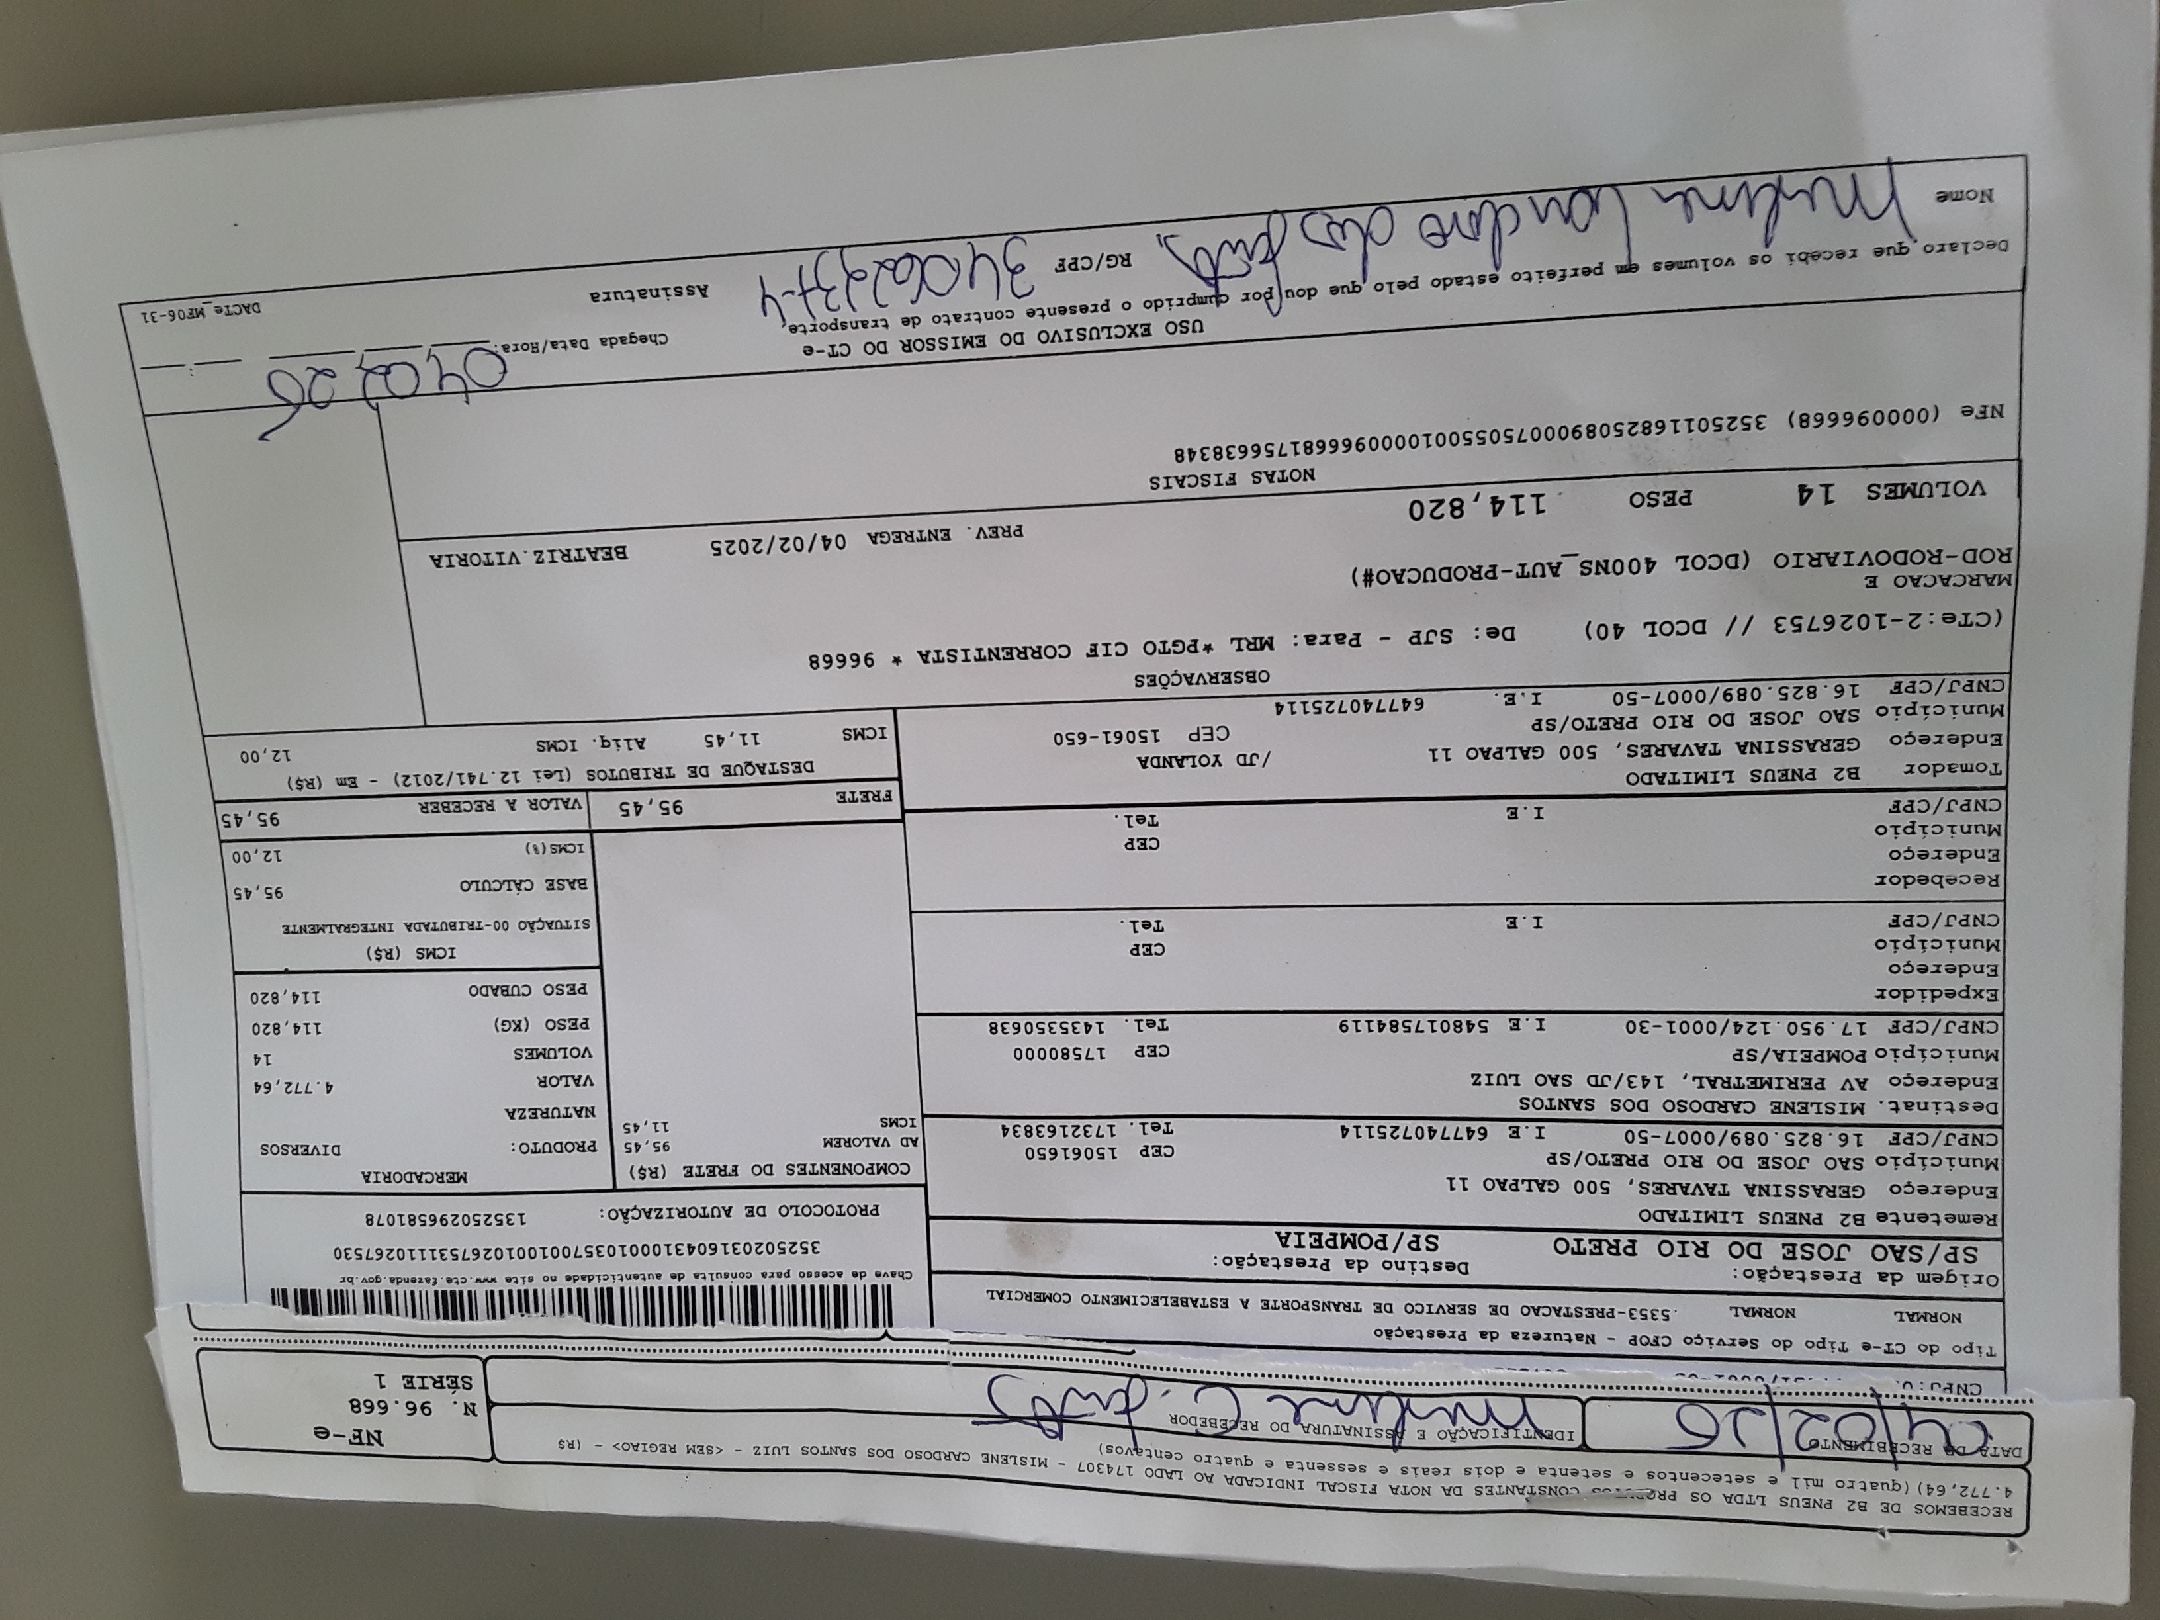 RECEBEMOS DE B2 PNEUS LTDA OS PRODUTOS CONSTANTES DA NOTA FISCAL INDICADA AO LADO 174307 - MISLENE CARDOSO DOS SANTOS LUIZ - <SEM REGIAO> - (R$
4.772,64) (quatro mil e setecentos e setenta e dois reais e sessenta e quatro centavos)
DATA DE RECEBIMENTO
04/02/25
IDENTIFICAÇÃO E ASSINATURA DO RECEBEDOR
Mislene C. Santos
NF-e
N. 96.668
SÉRIE 1
Tipo do CT-e Tipo do Serviço CFOP - Natureza da Prestação
NORMAL NORMAL 5353-PRESTACAO DE SERVICO DE TRANSPORTE A ESTABELECIMENTO COMERCIAL
Origem da Prestação: Destino da Prestação:
SP/SAO JOSE DO RIO PRETO SP/POMPEIA
Chave de acesso para consulta de autenticidade no site www.cte.fazenda.gov.br
PROTOCOLO DE AUTORIZAÇÃO: 135250296581078
Remetente B2 PNEUS LIMITADO
Endereço GERASSINA TAVARES, 500 GALPAO 11
Município SAO JOSE DO RIO PRETO/SP CEP 15061650
CNPJ/CPF 16.825.089/0007-50 I.E 647740725114 Tel. 1732163834
Destinat. MISLENE CARDOSO DOS SANTOS
Endereço AV PERIMETRAL, 143/JD SAO LUIZ
Município POMPEIA/SP CEP 17580000
CNPJ/CPF 17.950.124/0001-30 I.E 548017584119 Tel. 1435350638
Expedidor
Endereço
Município CEP
CNPJ/CPF I.E Tel.
Recebedor
Endereço
Município CEP
CNPJ/CPF I.E Tel.
Tomador B2 PNEUS LIMITADO
Endereço GERASSINA TAVARES, 500 GALPAO 11 /JD YOLANDA
Município SAO JOSE DO RIO PRETO/SP CEP 15061-650
CNPJ/CPF 16.825.089/0007-50 I.E. 647740725114
COMPONENTES DO FRETE (R$)
AD VALOREM 95,45
ICMS 11,45
MERCADORIA
PRODUTO: DIVERSOS
NATUREZA
VALOR 4.772,64
VOLUMES 14
PESO (KG) 114,820
PESO CUBADO 114,820
ICMS (R$)
SITUAÇÃO 00-TRIBUTADA INTEGRALMENTE
BASE CÁLCULO 95,45
ICMS(%) 12,00
FRETE 95,45 VALOR A RECEBER 95,45
DESTAQUE DE TRIBUTOS (Lei 12.741/2012) - Em (R$)
ICMS 11,45 Aliq. ICMS 12,00
OBSERVAÇÕES
(CTe:2-1026753 // DCOL 40) De: SJP - Para: MRL *PGTO CIF CORRENTISTA * 96668
MARCACAO E
ROD-RODOVIARIO (DCOL 400NS_AUT-PRODUCAO#)
PREV. ENTREGA 04/02/2025 BEATRIZ.VITORIA
VOLUMES 14 PESO 114,820
NOTAS FISCAIS
NFe (000096668) 35250116825089000750550010000966681756638348
USO EXCLUSIVO DO EMISSOR DO CT-e
Declaro que recebi os volumes em perfeito estado pelo que dou por cumprido o presente contrato de transporte,
Chegada Data/Hora: 04 02 25
Nome Mislene Cardoso dos Santos RG/CPF Assinatura
DACTe_MF06-31